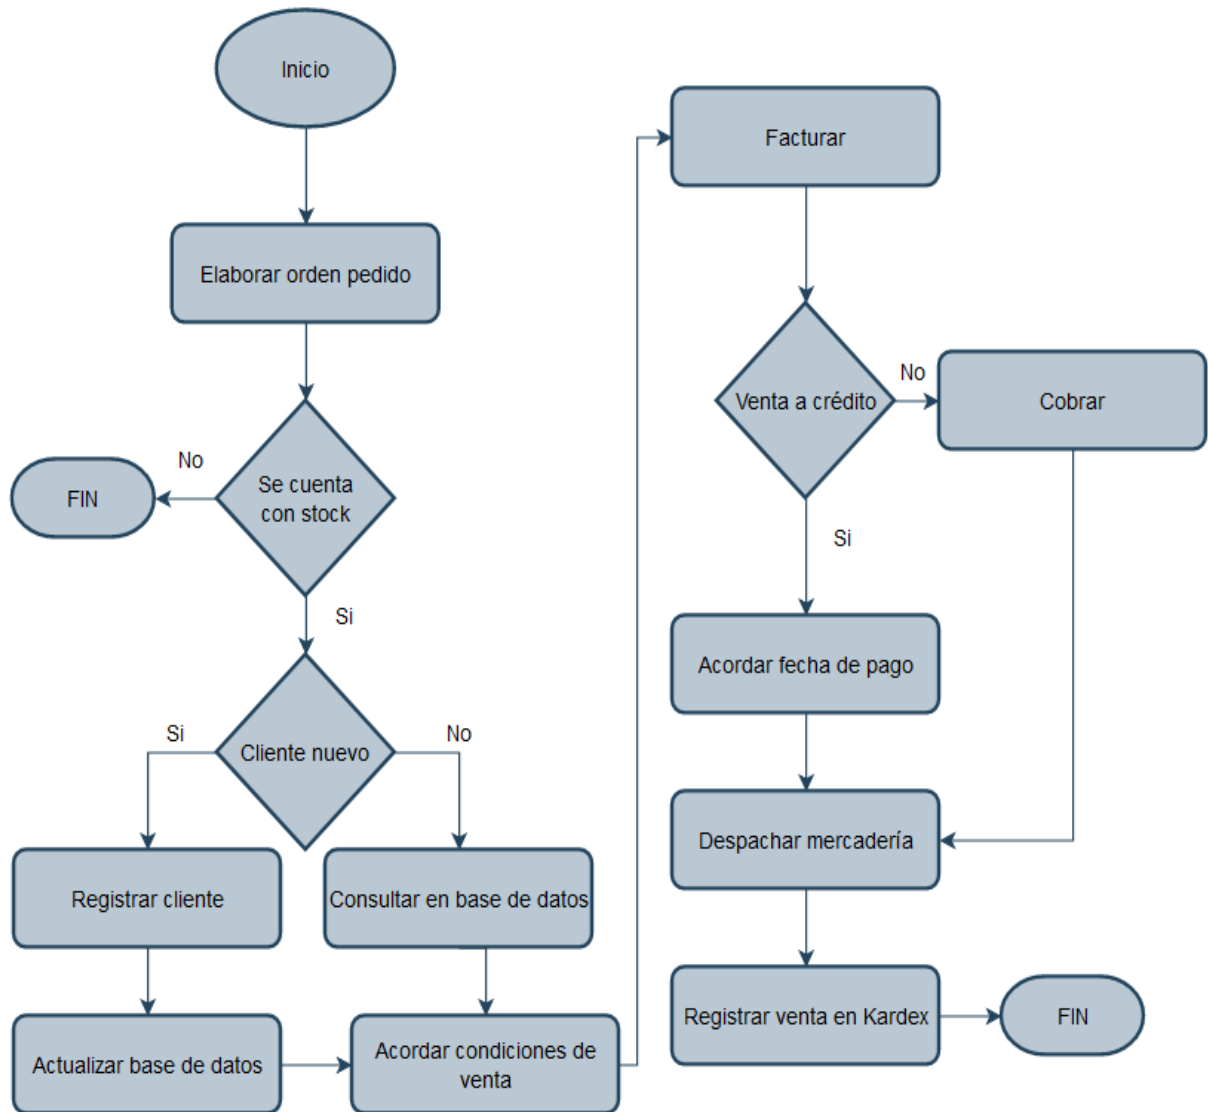 Inicio
Elaborar orden pedido
Se cuenta
con stock
No
FIN
Si
Cliente nuevo
Si
No
Registrar cliente
Consultar en base de datos
Actualizar base de datos
Acordar condiciones de
venta
Facturar
Venta a crédito
No
Cobrar
Si
Acordar fecha de pago
Despachar mercadería
Registrar venta en Kardex
FIN